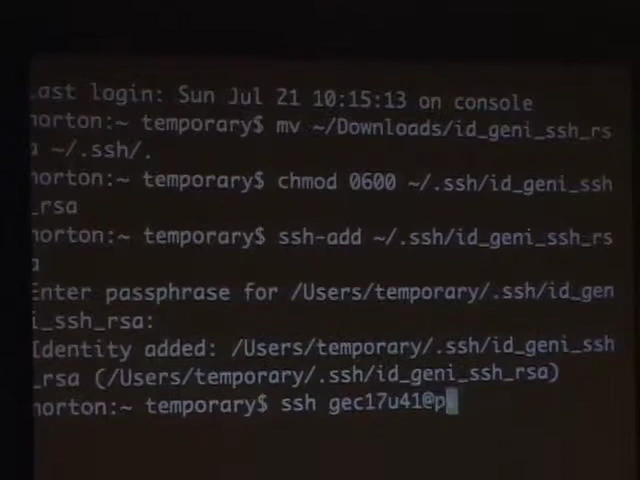 ast login: Sun Jul 21 10:15:13 on console
orton:~ temporary$ mv ~/Downloads/id_geni_ssh_rs
a ~/.ssh/.
orton:~ temporary$ chmod 0600 ~/.ssh/id_geni_ssh
_rsa
orton:~ temporary$ ssh-add ~/.ssh/id_geni_ssh_rs
a
Enter passphrase for /Users/temporary/.ssh/id_gen
i_ssh_rsa:
Identity added: /Users/temporary/.ssh/id_geni_ssh
_rsa (/Users/temporary/.ssh/id_geni_ssh_rsa)
orton:~ temporary$ ssh gec17u41@p